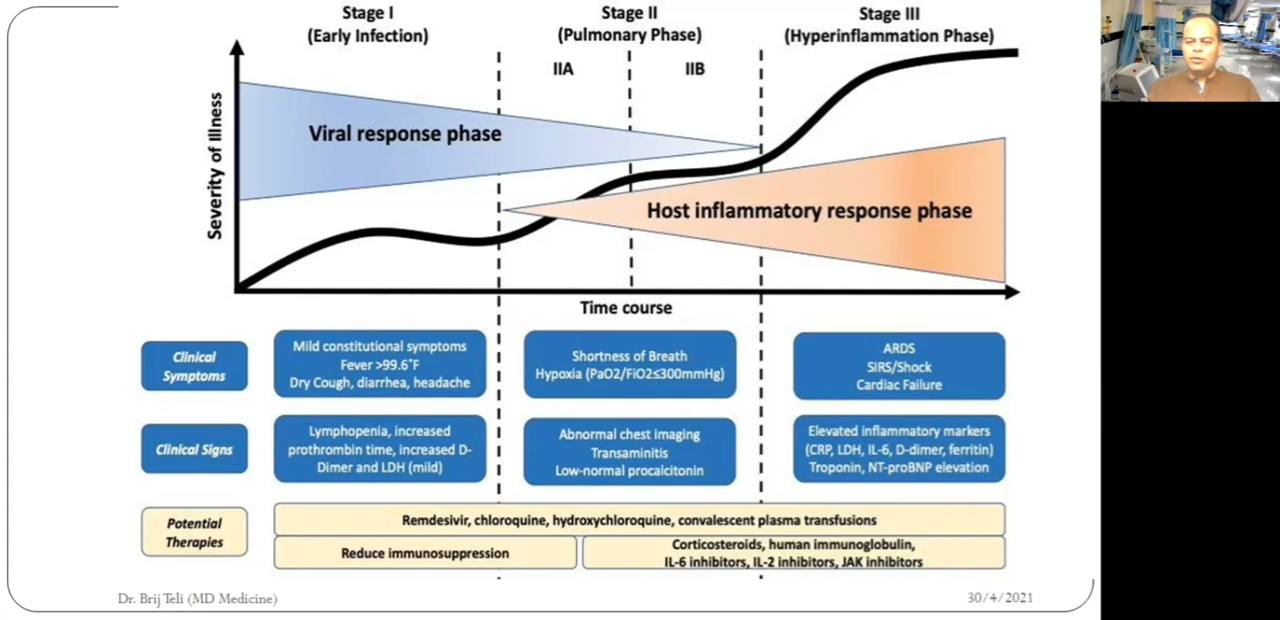 Stage I
(Early Infection)
Stage II
(Pulmonary Phase)
Stage III
(Hyperinflammation Phase)
IIA
IIB
Severity of Illness
Viral response phase
Host inflammatory response phase
Time course
Clinical
Symptoms
Mild constitutional symptoms
Fever >99.6°F
Dry Cough, diarrhea, headache
Shortness of Breath
Hypoxia (PaO2/FiO2≤300mmHg)
ARDS
SIRS/Shock
Cardiac Failure
Clinical Signs
Lymphopenia, increased
prothrombin time, increased D-
Dimer and LDH (mild)
Abnormal chest imaging
Transaminitis
Low-normal procalcitonin
Elevated inflammatory markers
(CRP, LDH, IL-6, D-dimer, ferritin)
Troponin, NT-proBNP elevation
Potential
Therapies
Remdesivir, chloroquine, hydroxychloroquine, convalescent plasma transfusions
Reduce immunosuppression
Corticosteroids, human immunoglobulin,
IL-6 inhibitors, IL-2 inhibitors, JAK inhibitors
Dr. Brij Teli (MD Medicine)
30/4/2021